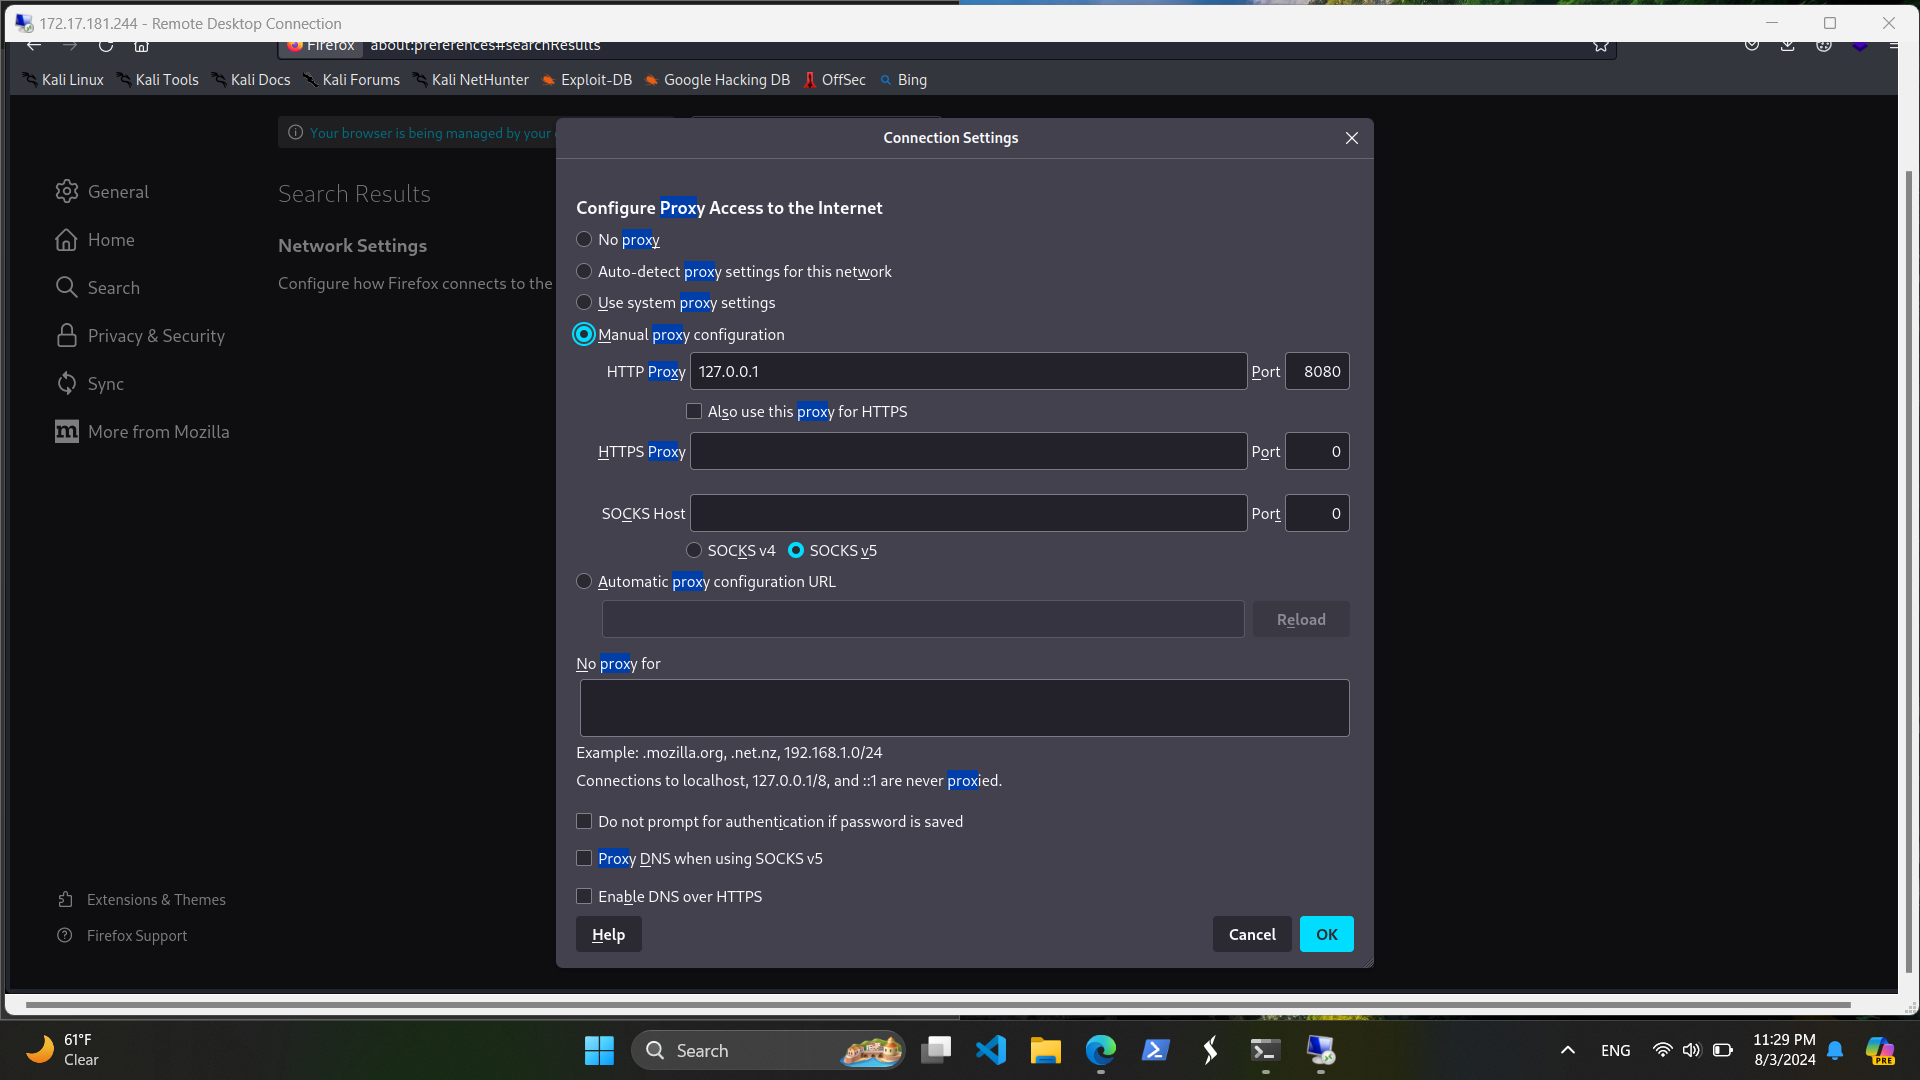 172.17.181.244 - Remote Desktop Connection
Firefox about:preferences#searchResults
Kali Linux Kali Tools Kali Docs Kali Forums Kali NetHunter Exploit-DB Google Hacking DB OffSec Bing
Your browser is being managed by your
General
Home
Search
Privacy & Security
Sync
More from Mozilla
Extensions & Themes
Firefox Support
Search Results
Network Settings
Configure how Firefox connects to the
Connection Settings
Configure Proxy Access to the Internet
No proxy
Auto-detect proxy settings for this network
Use system proxy settings
Manual proxy configuration
HTTP Proxy 127.0.0.1 Port 8080
Also use this proxy for HTTPS
HTTPS Proxy Port 0
SOCKS Host Port 0
SOCKS v4 SOCKS v5
Automatic proxy configuration URL
Reload
No proxy for
Example: .mozilla.org, .net.nz, 192.168.1.0/24
Connections to localhost, 127.0.0.1/8, and ::1 are never proxied.
Do not prompt for authentication if password is saved
Proxy DNS when using SOCKS v5
Enable DNS over HTTPS
Help Cancel OK
61°F
Clear
Search
ENG
11:29 PM
8/3/2024
PRE